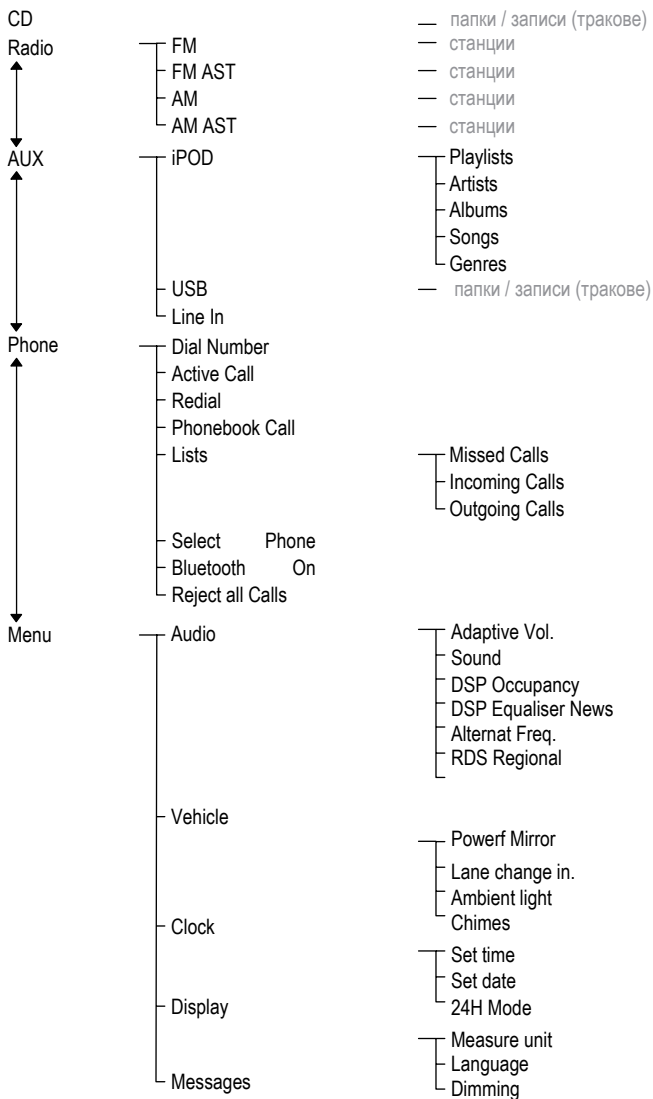 CD папки / записи (тракове)
Radio FM станции
FM AST станции
AM станции
AM AST станции
AUX iPOD Playlists
Artists
Albums
Songs
Genres
USB папки / записи (тракове)
Line In
Phone Dial Number
Active Call
Redial
Phonebook Call
Lists Missed Calls
Incoming Calls
Outgoing Calls
Select Phone
Bluetooth On
Reject all Calls
Menu Audio Adaptive Vol.
Sound
DSP Occupancy
DSP Equaliser News
Alternat Freq.
RDS Regional
Vehicle
Powerf Mirror
Lane change in.
Ambient light
Chimes
Clock
Set time
Set date
24H Mode
Display
Measure unit
Language
Messages Dimming